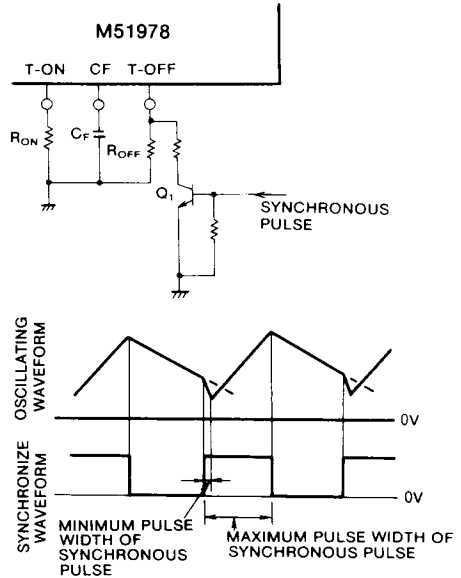 M51978
T-ON CF T-OFF
RON
CF
ROFF
Q1
SYNCHRONOUS
PULSE
OSCILLATING
WAVEFORM
0V
SYNCHRONIZE
WAVEFORM
0V
MINIMUM PULSE
WIDTH OF
SYNCHRONOUS
PULSE
MAXIMUM PULSE WIDTH OF
SYNCHRONOUS PULSE